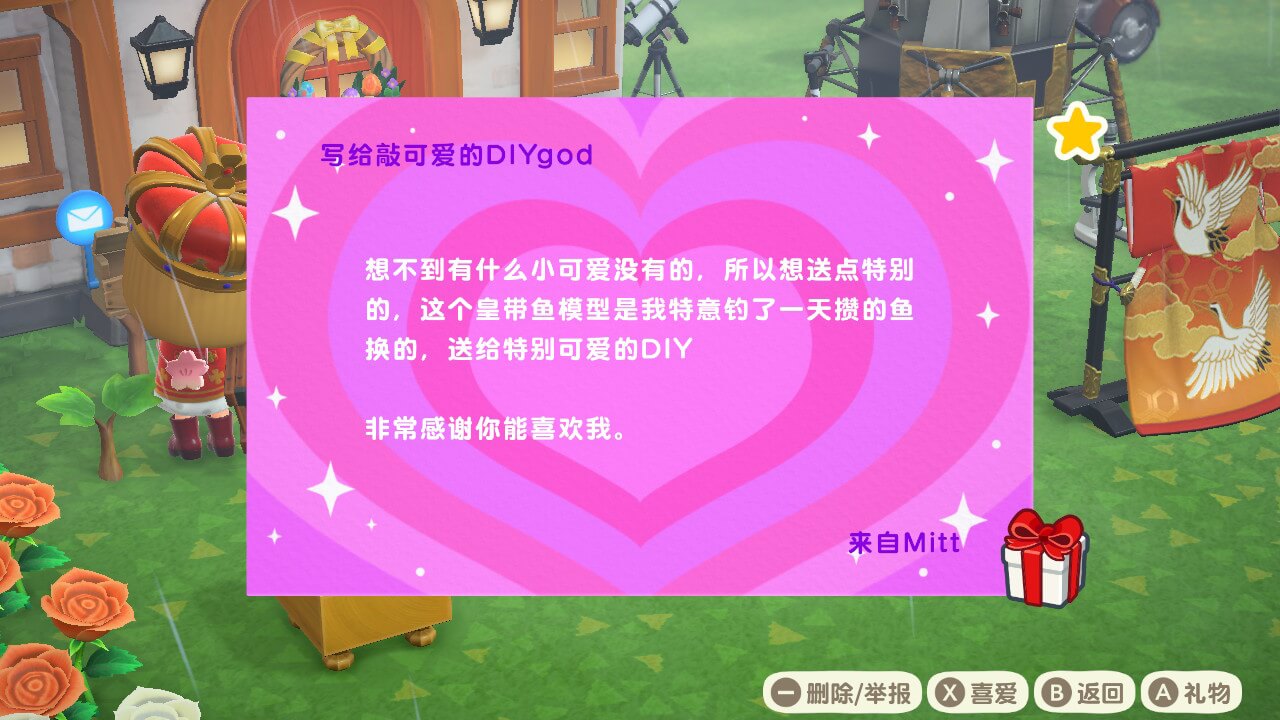 写给敲可爱的DIYgod
想不到有什么小可爱没有的，所以想送点特别
的，这个皇带鱼模型是我特意钓了一天攒的鱼
换的，送给特别可爱的DIY
非常感谢你能喜欢我。
来自Mitt
删除/举报 X 喜爱 B 返回 A 礼物